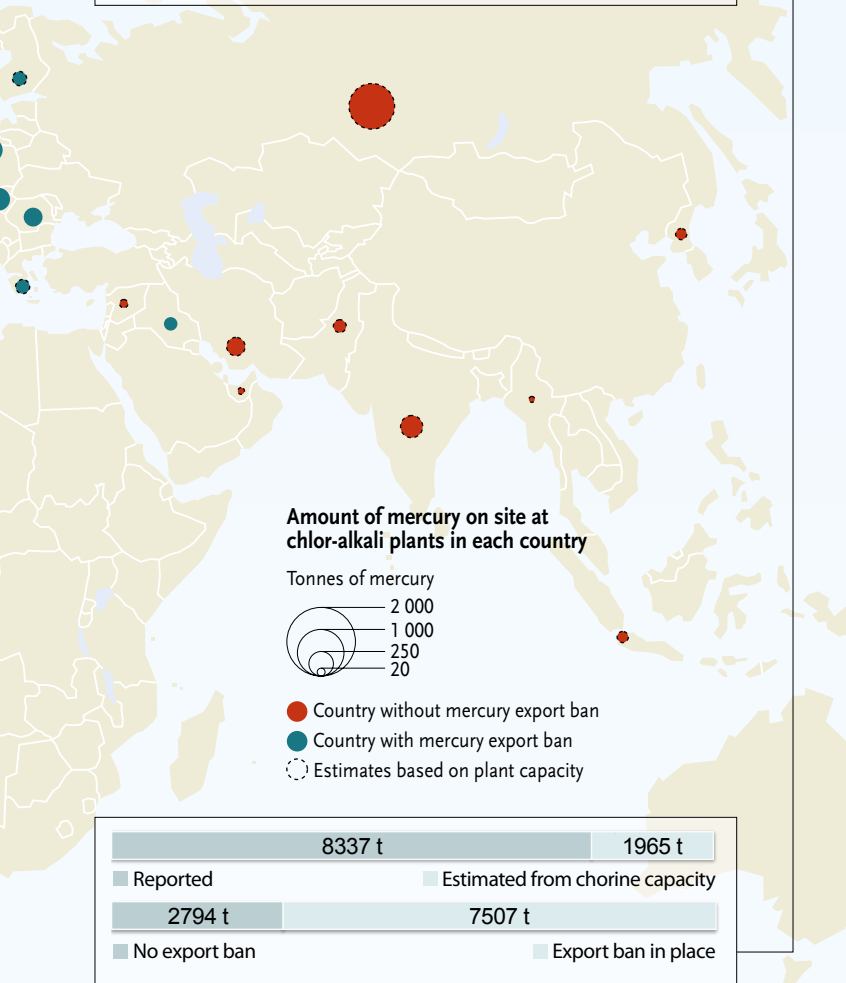 Amount of mercury on site at
chlor-alkali plants in each country
Tonnes of mercury
2 000
1 000
250
20
Country without mercury export ban
Country with mercury export ban
Estimates based on plant capacity
8337 t 1965 t
Reported Estimated from chorine capacity
2794 t 7507 t
No export ban Export ban in place